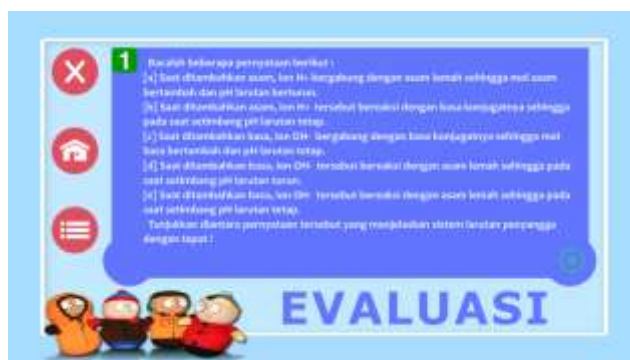 1
Bacalah beberapa pernyataan berikut :
[a] Saat ditambahkan asam, ion H+ bergabung dengan asam lemah sehingga mol asam
bertambah dan pH larutan berturun.
[b] Saat ditambahkan asam, ion H+ tersebut bereaksi dengan basa konjugatnya sehingga
pada saat setimbang pH larutan tetap.
[c] Saat ditambahkan basa, ion OH- bergabung dengan basa konjugatnya sehingga mol
basa bertambah dan pH larutan tetap.
[d] Saat ditambahkan basa, ion OH- tersebut bereaksi dengan asam lemah sehingga pada
saat setimbang pH larutan turun.
[e] Saat ditambahkan basa, ion OH- tersebut bereaksi dengan asam lemah sehingga pada
saat setimbang pH larutan tetap.
Tunjukkan diantara pernyataan tersebut yang menjelaskan sistem larutan penyangga
dengan tepat !
EVALUASI